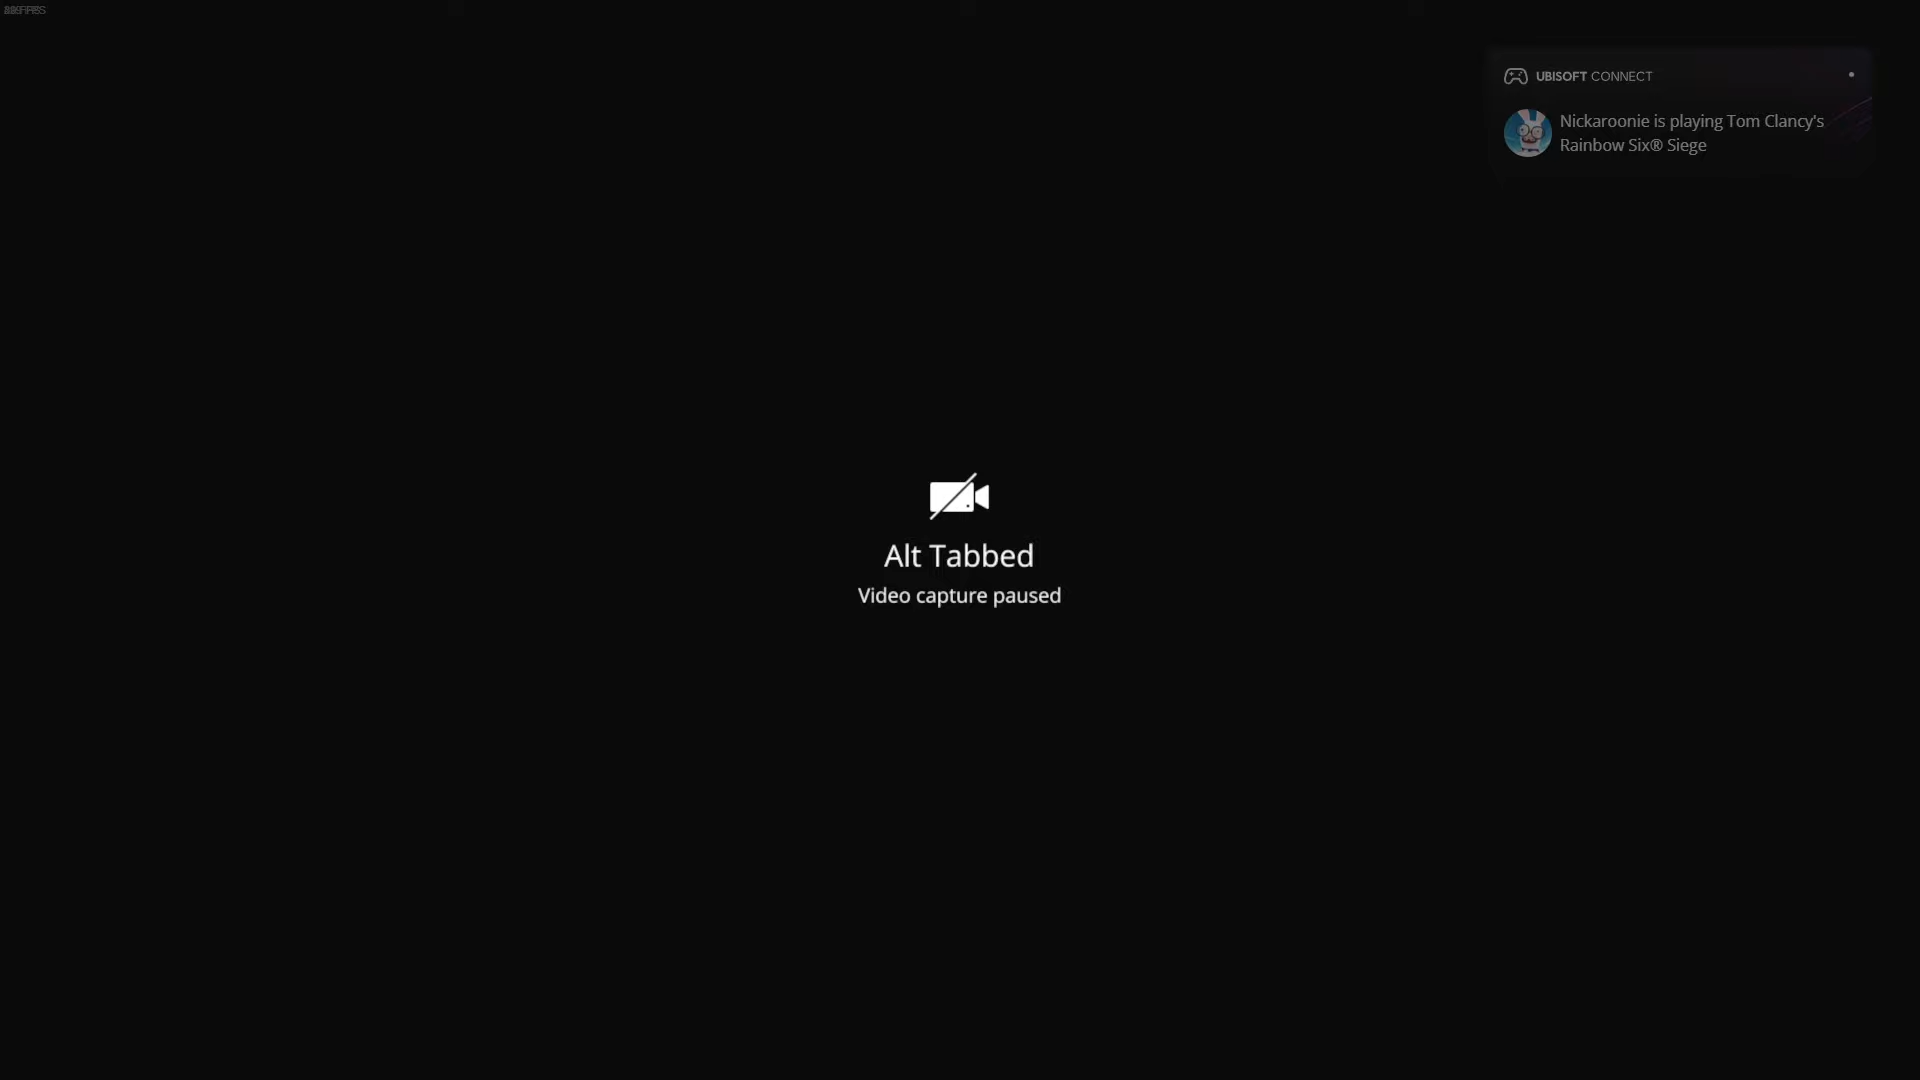 UBISOFT CONNECT
Nickaroonie is playing Tom Clancy's
Rainbow Six® Siege
Alt Tabbed
Video capture paused